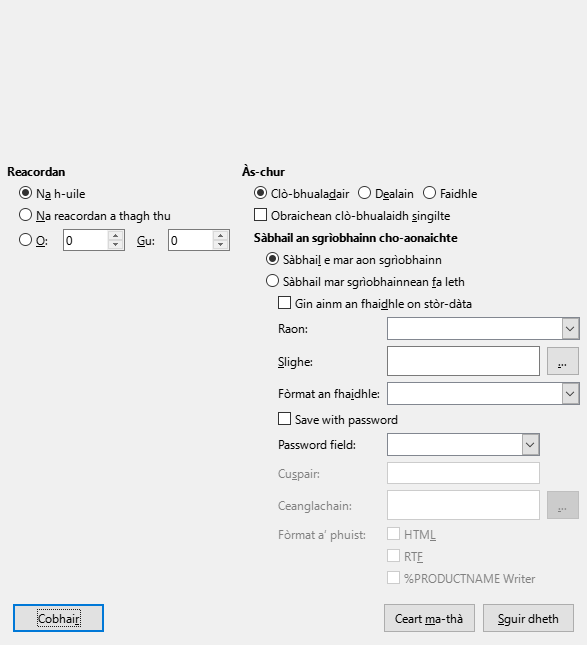 Reacordan
Na h-uile
Na reacordan a thagh thu
O: 0 Gu: 0
Às-chur
Clò-bhualadair Dealain Faidhle
Obraichean clò-bhualaidh singilte
Sàbhail an sgrìobhainn cho-aonaichte
Sàbhail e mar aon sgrìobhainn
Sàbhail mar sgrìobhainnean fa leth
Gin ainm an fhaidhle on stòr-dàta
Raon:
Slighe: ...
Fòrmat an fhaidhle:
Save with password
Password field:
Cuspair:
Ceanglachain: ...
Fòrmat a' phuist: HTML
RTF
%PRODUCTNAME Writer
Cobhair Ceart ma-thà Sguir dheth